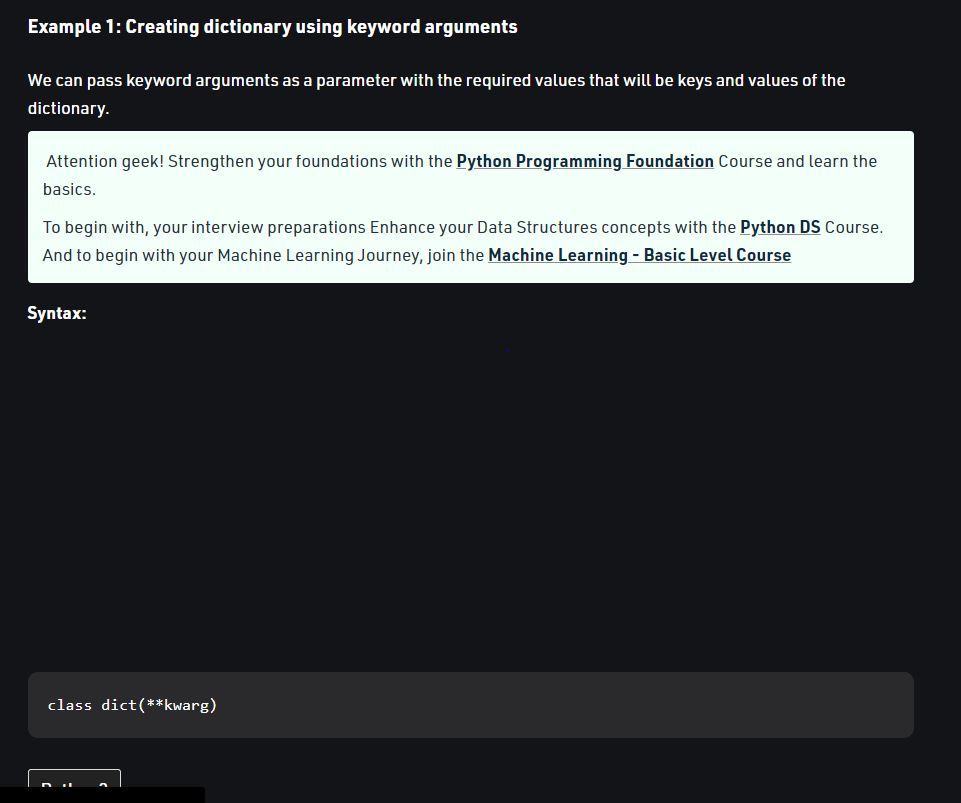 Example 1: Creating dictionary using keyword arguments
We can pass keyword arguments as a parameter with the required values that will be keys and values of the
dictionary.
Attention geek! Strengthen your foundations with the Python Programming Foundation Course and learn the
basics.
To begin with, your interview preparations Enhance your Data Structures concepts with the Python DS Course.
And to begin with your Machine Learning Journey, join the Machine Learning - Basic Level Course
Syntax:
class dict(**kwarg)